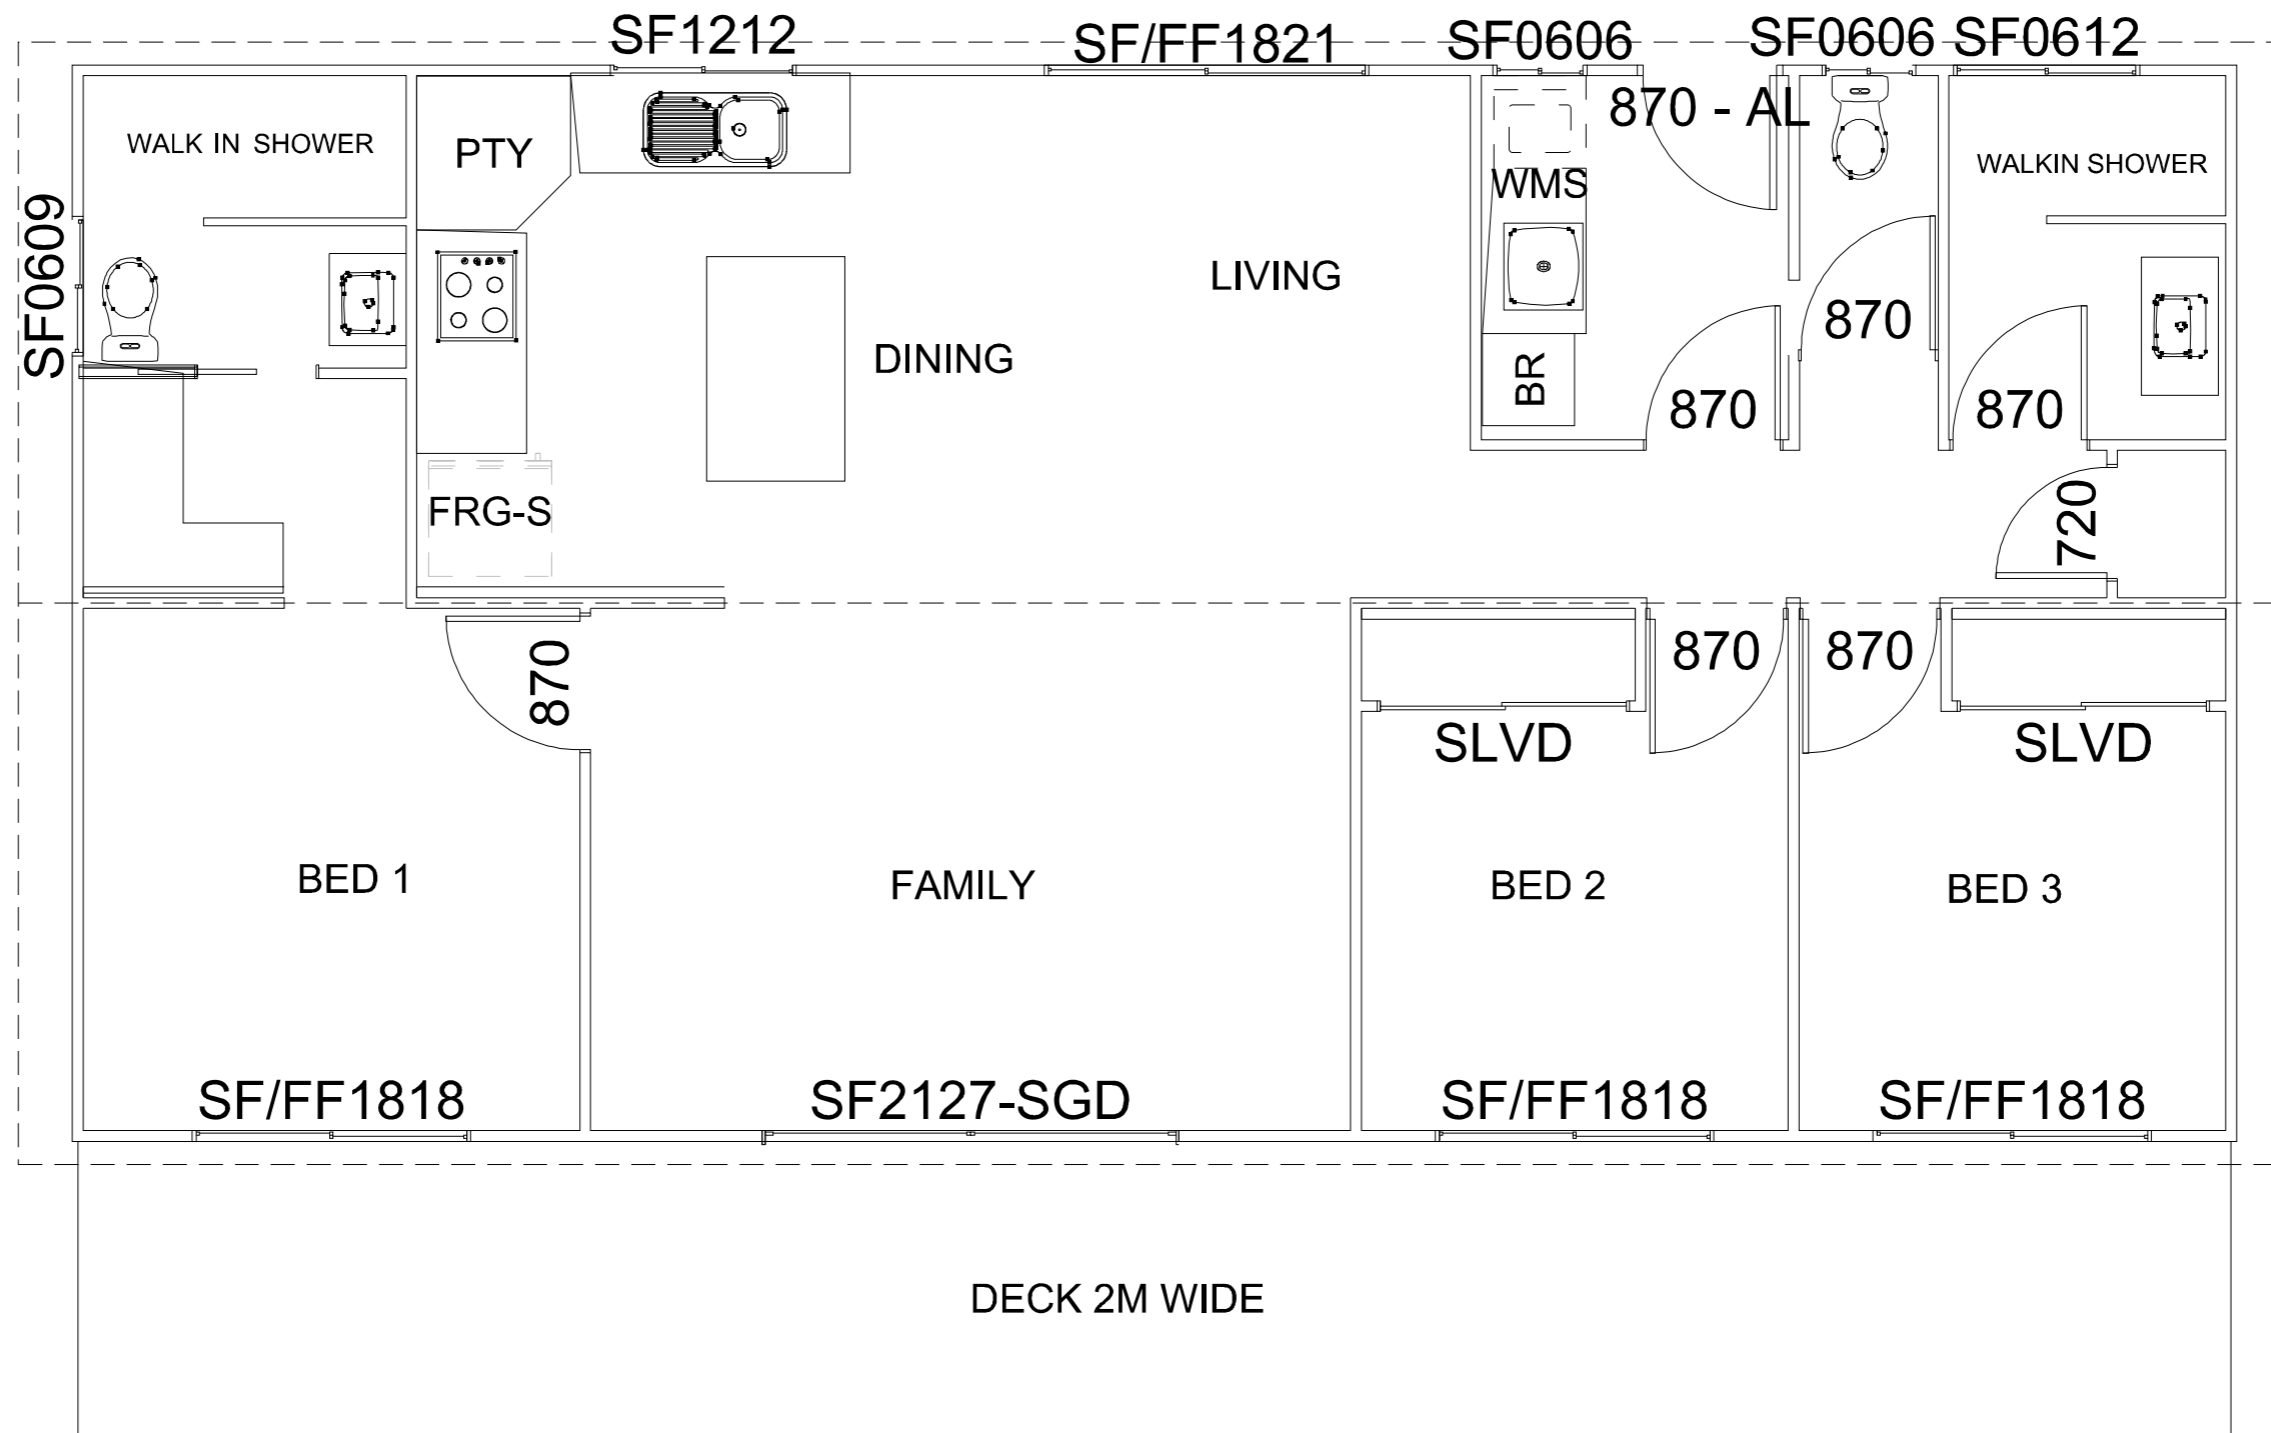 SF1212
SF/FF1821
SF0606
SF0606
SF0612
870 - AL
WALK IN SHOWER
PTY
WMS
WALKIN SHOWER
SF0609
LIVING
870
DINING
BR
870
870
FRG-S
720
870
870
870
SLVD
SLVD
BED 1
FAMILY
BED 2
BED 3
SF/FF1818
SF2127-SGD
SF/FF1818
SF/FF1818
DECK 2M WIDE